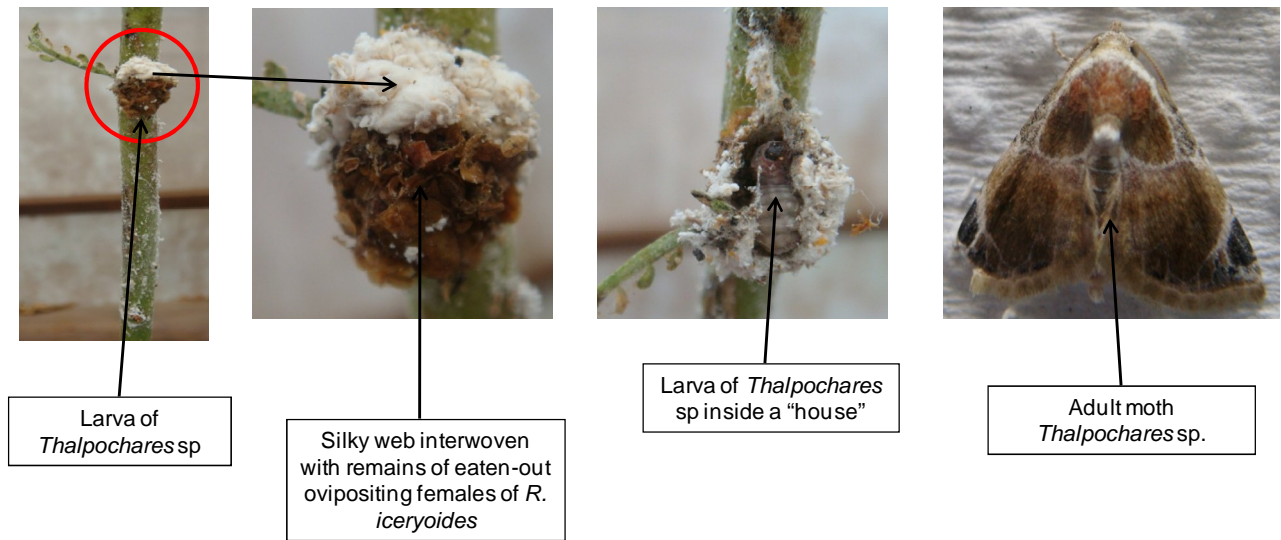 Larva of
Thalpochares sp
Silky web interwoven
with remains of eaten-out
ovipositing females of R.
iceryoides
Larva of Thalpochares
sp inside a “house”
Adult moth
Thalpochares sp.